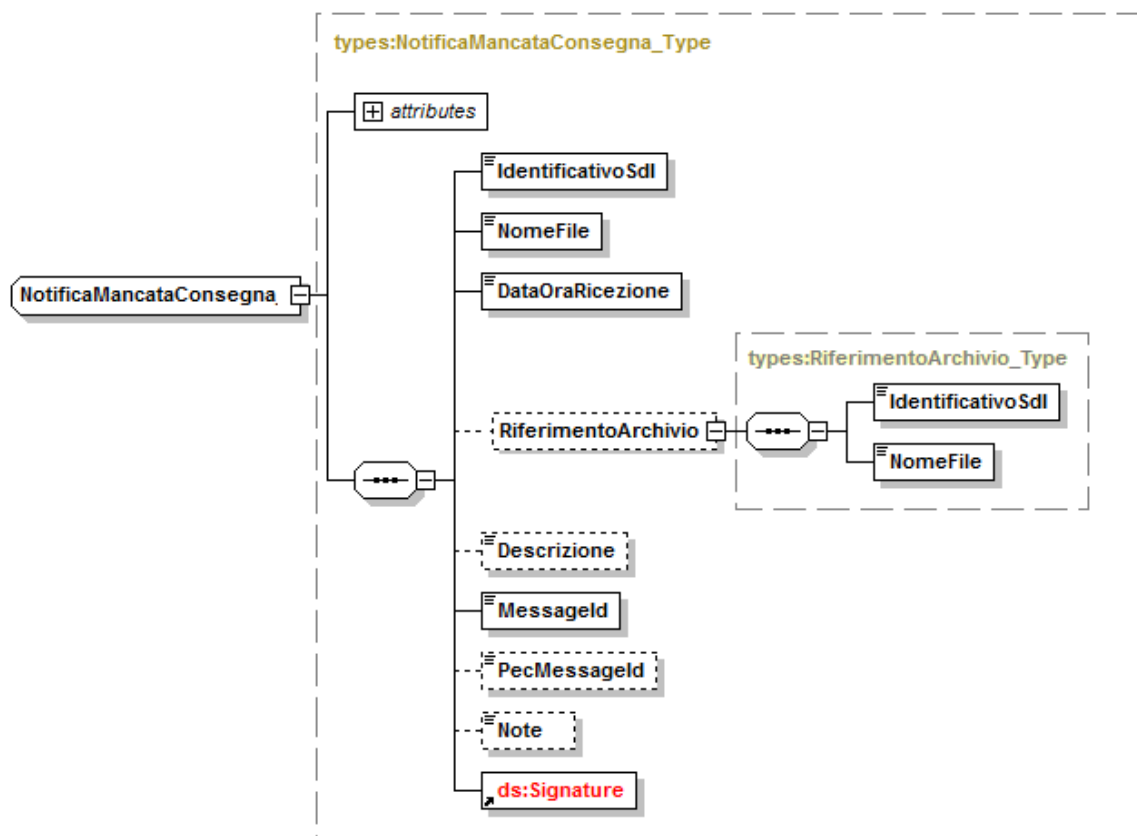 types:NotificaMancataConsegna_Type
attributes
IdentificativoSdI
NomeFile
DataOraRicezione
NotificaMancataConsegna
types:RiferimentoArchivio_Type
IdentificativoSdI
RiferimentoArchivio
NomeFile
Descrizione
MessageId
PecMessageId
Note
ds:Signature